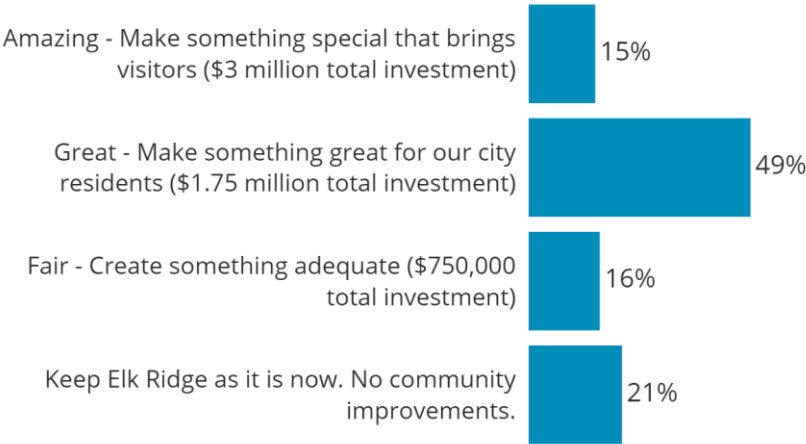 Amazing - Make something special that brings
visitors ($3 million total investment)
15%
Great - Make something great for our city
residents ($1.75 million total investment)
49%
Fair - Create something adequate ($750,000
total investment)
16%
Keep Elk Ridge as it is now. No community
improvements.
21%